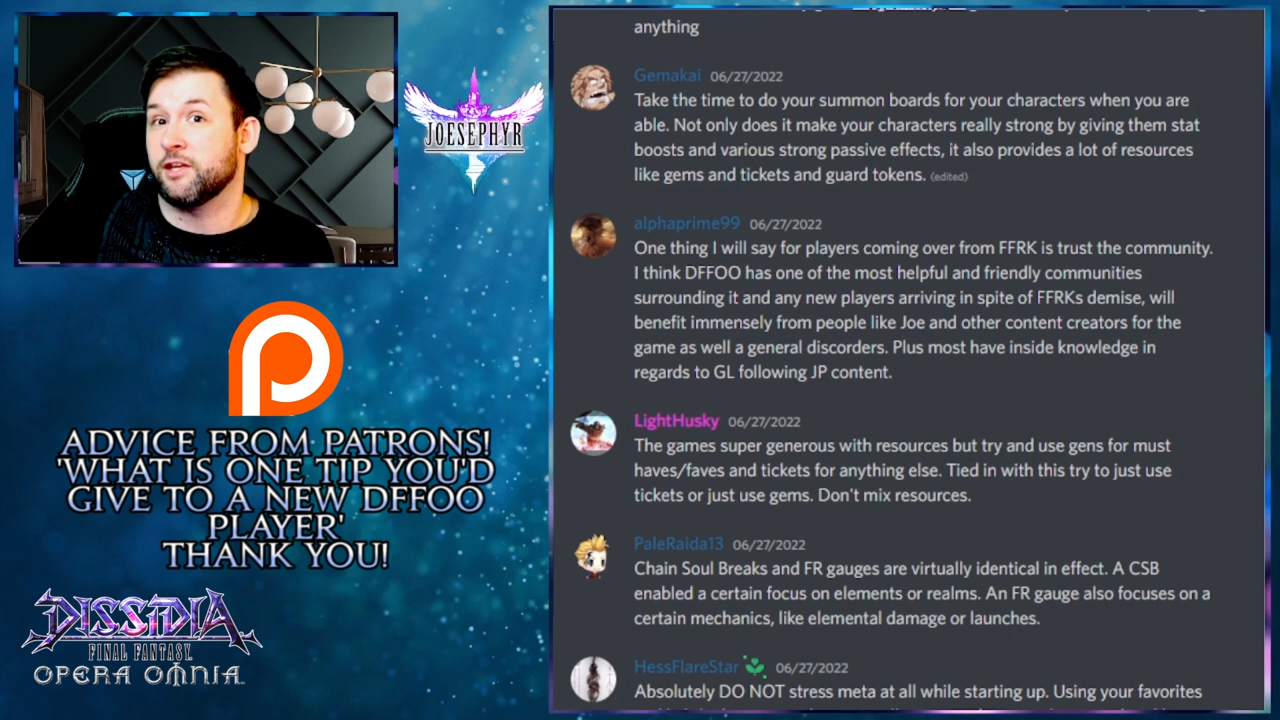 JOESEPHYR
ADVICE FROM PATRONS!
'WHAT IS ONE TIP YOU'D
GIVE TO A NEW DFFOO
PLAYER'
THANK YOU!
DISSIDIA
FINAL FANTASY
OPERA OMNIA
anything
Gemakai 06/27/2022
Take the time to do your summon boards for your characters when you are
able. Not only does it make your characters really strong by giving them stat
boosts and various strong passive effects, it also provides a lot of resources
like gems and tickets and guard tokens. (edited)
alphaprime99 06/27/2022
One thing I will say for players coming over from FFRK is trust the community.
I think DFFOO has one of the most helpful and friendly communities
surrounding it and any new players arriving in spite of FFRKs demise, will
benefit immensely from people like Joe and other content creators for the
game as well a general discorders. Plus most have inside knowledge in
regards to GL following JP content.
LightHusky 06/27/2022
The games super generous with resources but try and use gens for must
haves/faves and tickets for anything else. Tied in with this try to just use
tickets or just use gems. Don't mix resources.
PaleRaida13 06/27/2022
Chain Soul Breaks and FR gauges are virtually identical in effect. A CSB
enabled a certain focus on elements or realms. An FR gauge also focuses on a
certain mechanics, like elemental damage or launches.
HessFlareStar 06/27/2022
Absolutely DO NOT stress meta at all while starting up. Using your favorites